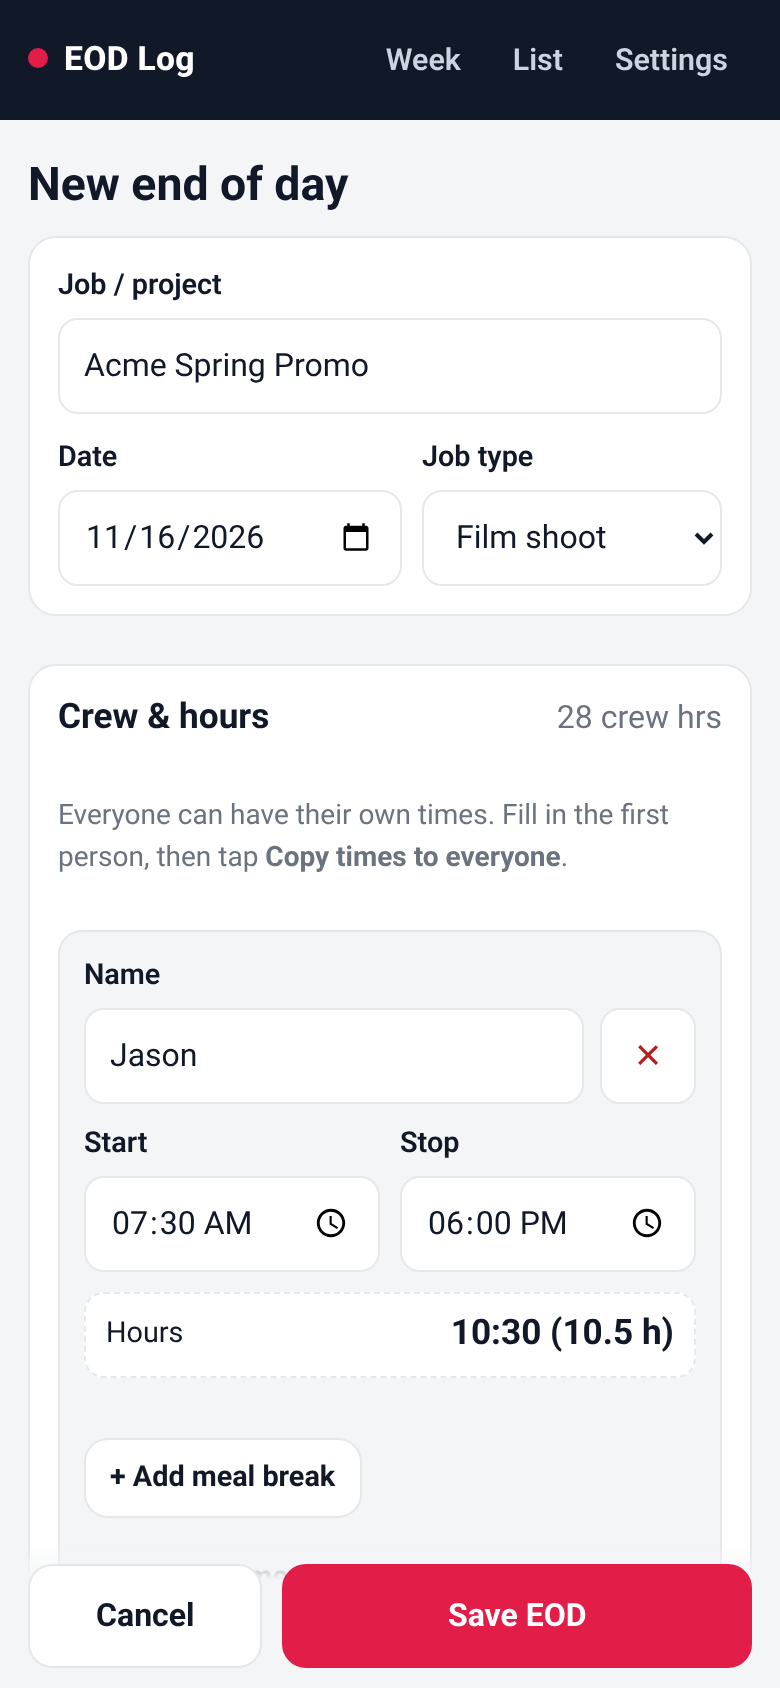 EOD Log
Week
List
Settings
New end of day
Job / project
Acme Spring Promo
Date
Job type
11/16/2026
Film shoot
Crew & hours
28 crew hrs
Everyone can have their own times. Fill in the first
person, then tap Copy times to everyone.
Name
Jason
Start
Stop
07:30 AM
06:00 PM
Hours
10:30 (10.5 h)
+ Add meal break
Cancel
Save EOD